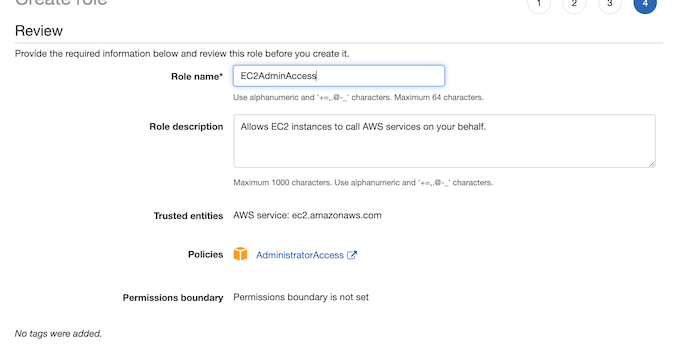 Create role
1 2 3 4
Review
Provide the required information below and review this role before you create it.
Role name* EC2AdminAccess
Use alphanumeric and '+=,.@-_' characters. Maximum 64 characters.
Role description Allows EC2 instances to call AWS services on your behalf.
Maximum 1000 characters. Use alphanumeric and '+=,.@-_' characters.
Trusted entities AWS service: ec2.amazonaws.com
Policies AdministratorAccess
Permissions boundary Permissions boundary is not set
No tags were added.